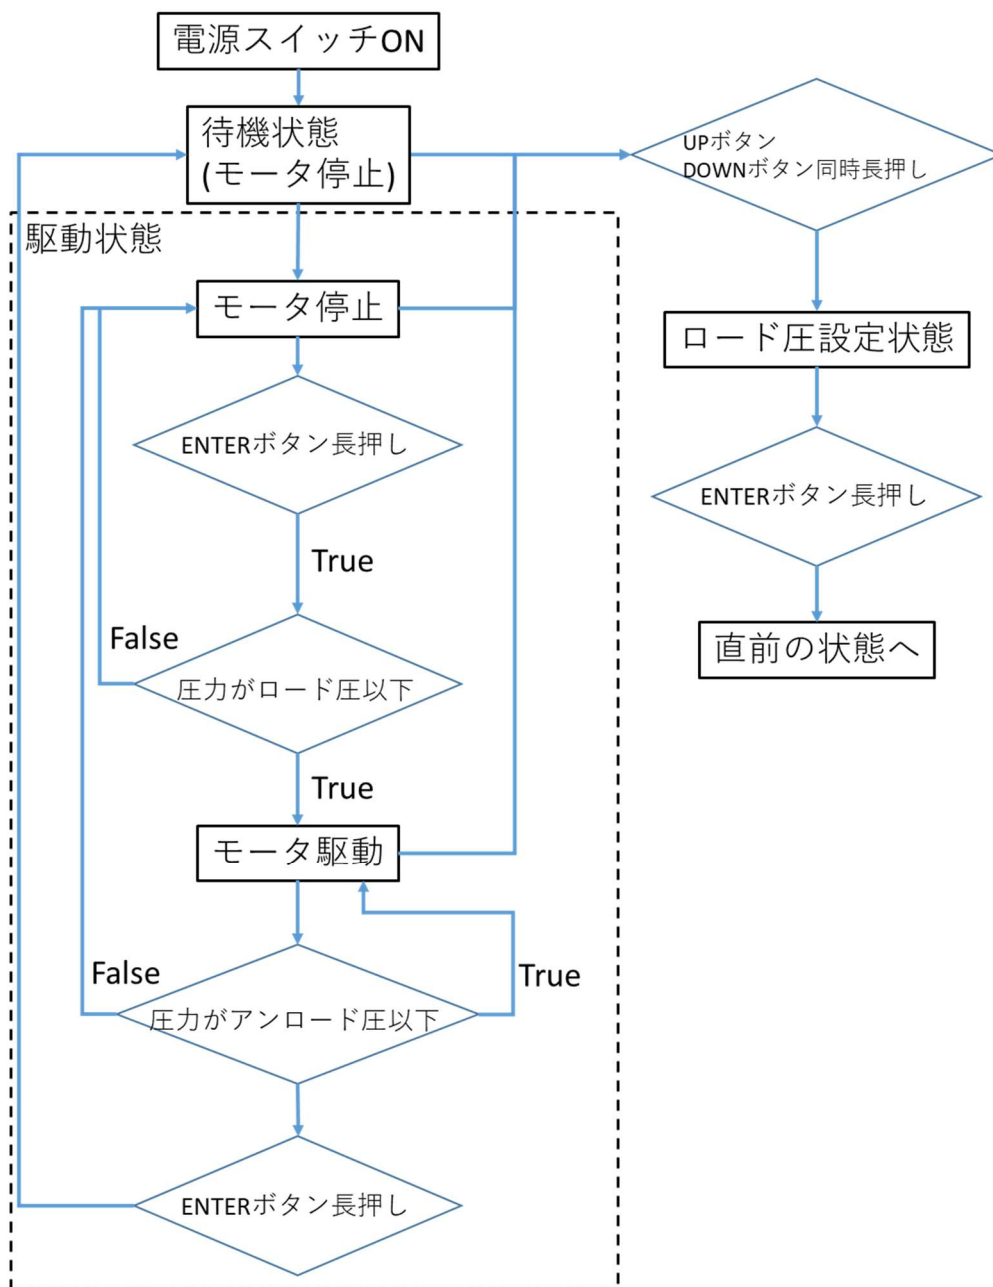 電源スイッチON
待機状態
(モータ停止)
UPボタン
DOWNボタン同時長押し
駆動状態
モータ停止
ロード圧設定状態
ENTERボタン長押し
ENTERボタン長押し
True
False
直前の状態へ
圧力がロード圧以下
True
モータ駆動
False
True
圧力がアンロード圧以下
ENTERボタン長押し